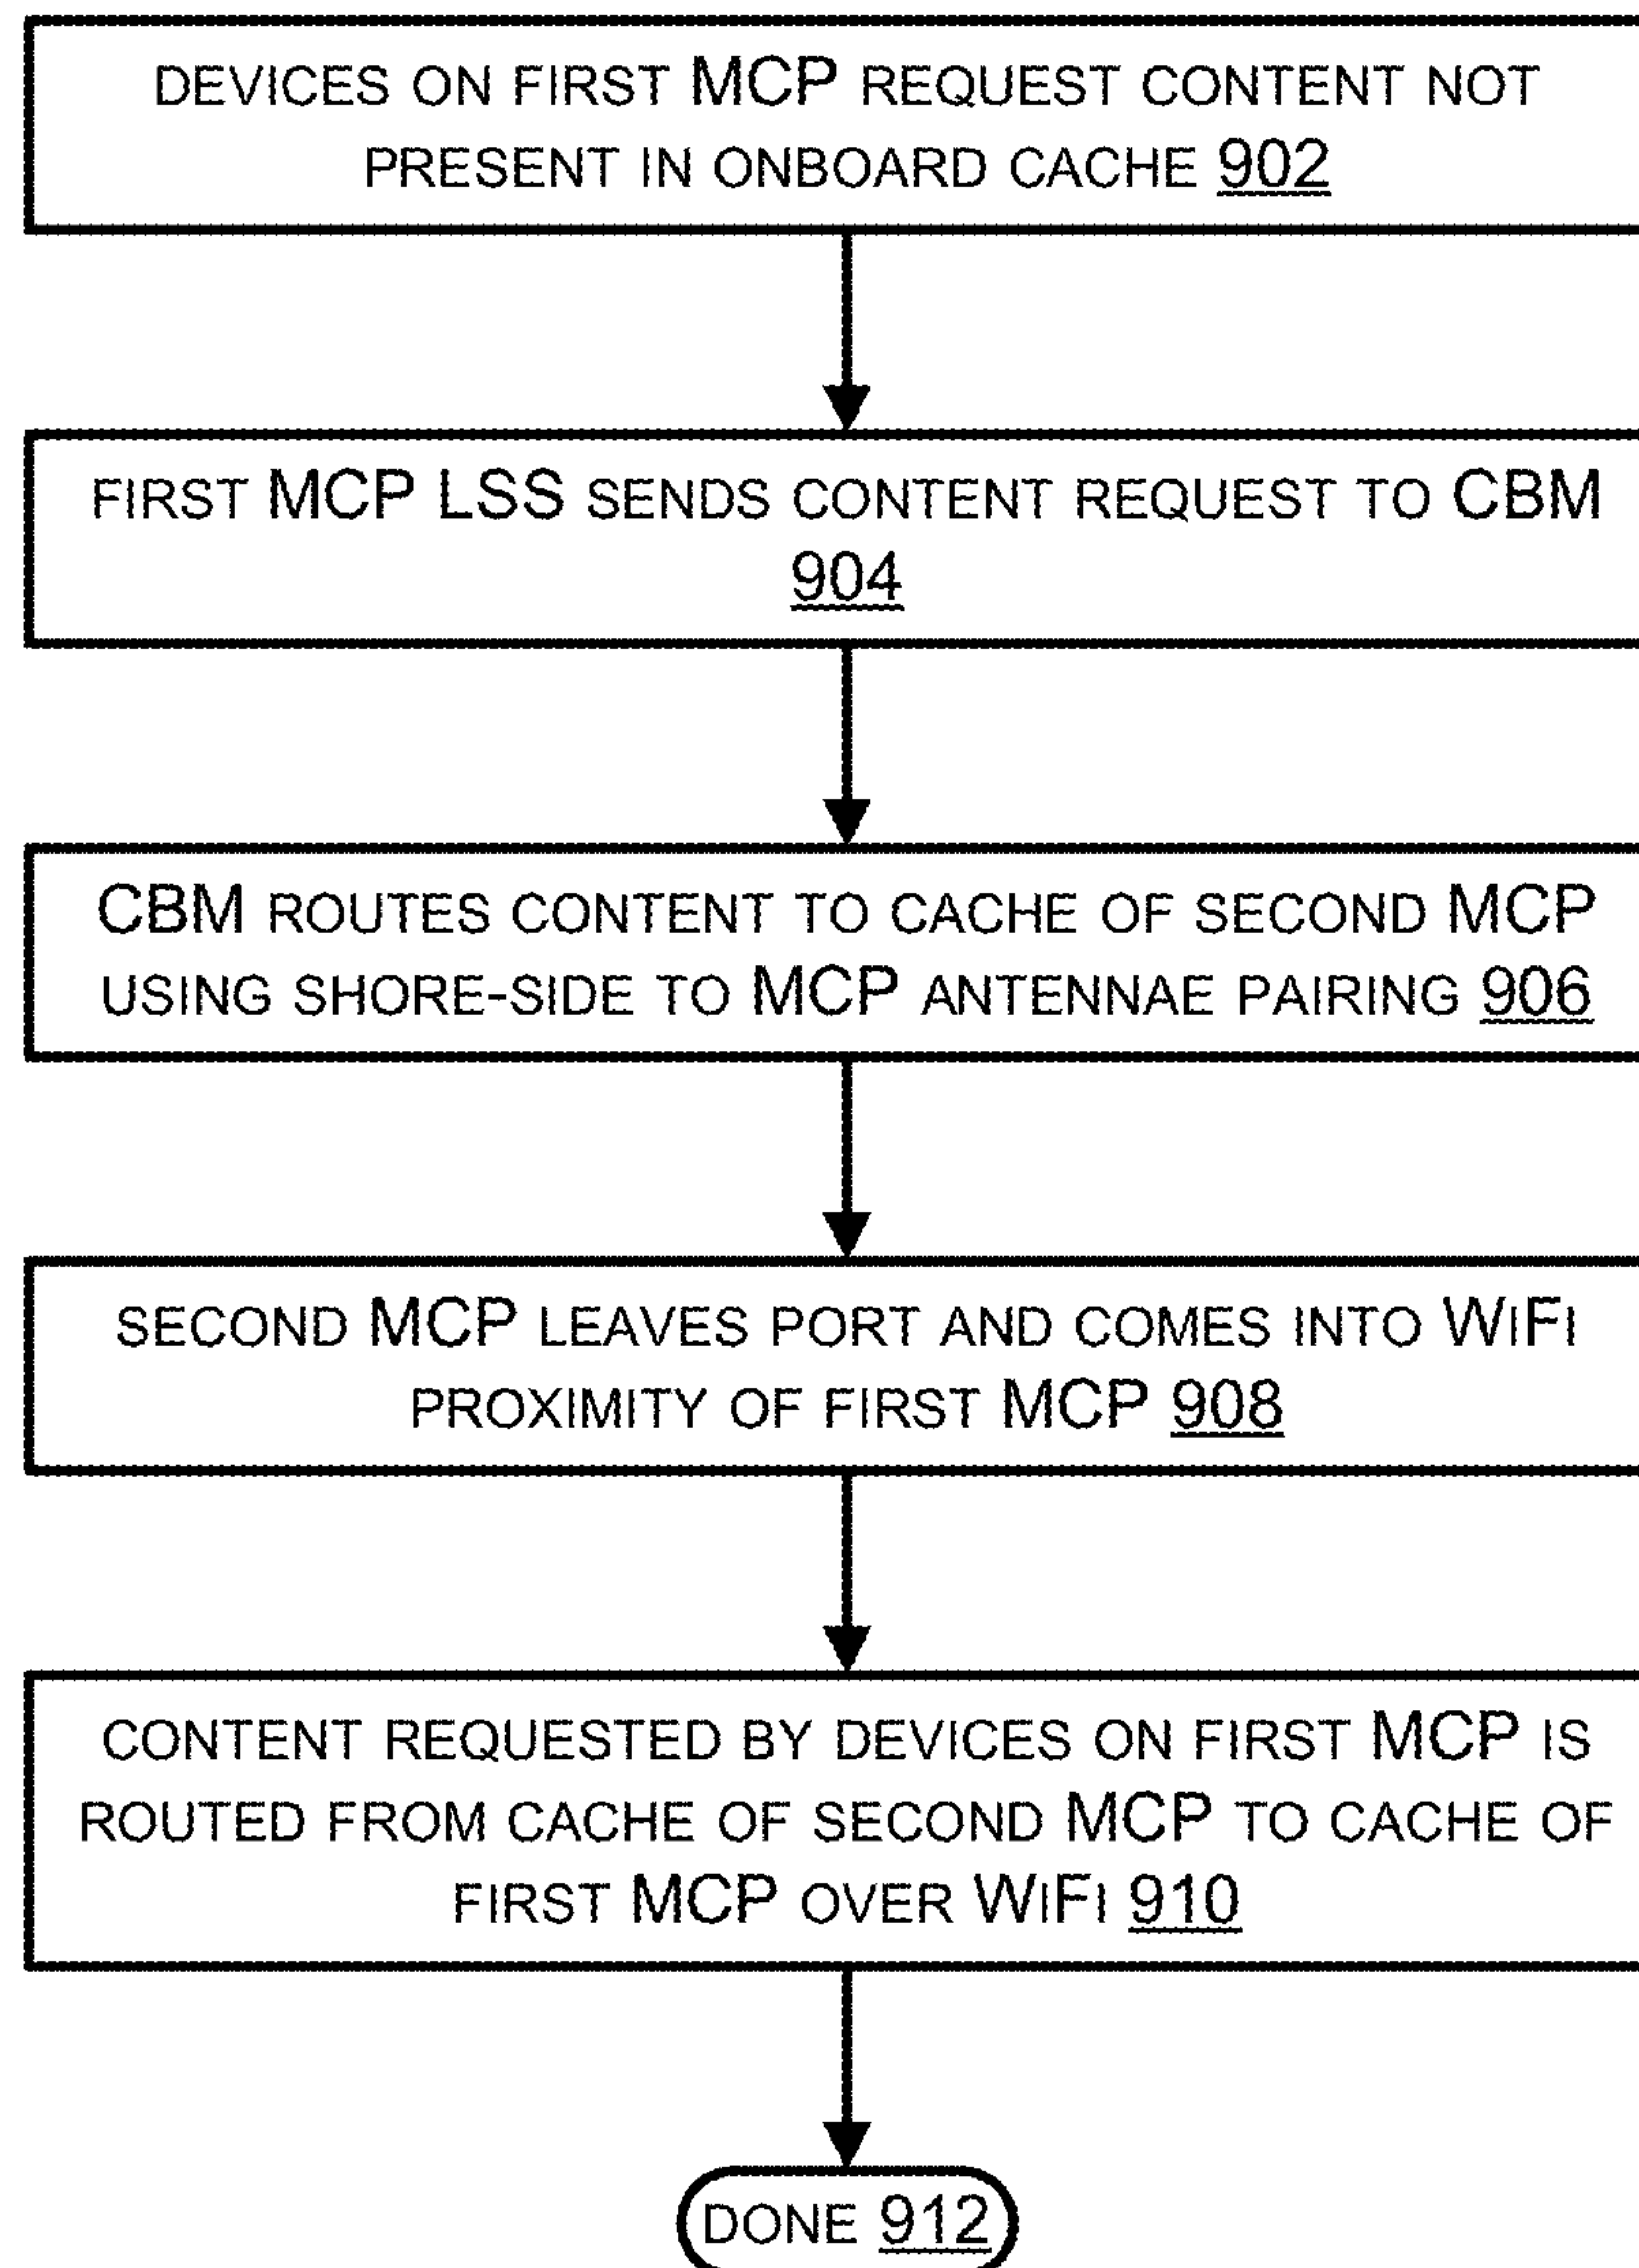 DEVICES ON FIRST MCP REQUEST CONTENT NOT
PRESENT IN ONBOARD CACHE 902
FIRST MCP LSS SENDS CONTENT REQUEST TO CBM
904
CBM ROUTES CONTENT TO CACHE OF SECOND MCP
USING SHORE-SIDE TO MCP ANTENNAE PAIRING 906
SECOND MCP LEAVES PORT AND COMES INTO WIFI
PROXIMITY OF FIRST MCP 908
CONTENT REQUESTED BY DEVICES ON FIRST MCP IS
ROUTED FROM CACHE OF SECOND MCP TO CACHE OF
FIRST MCP OVER WIFI 910
DONE 912